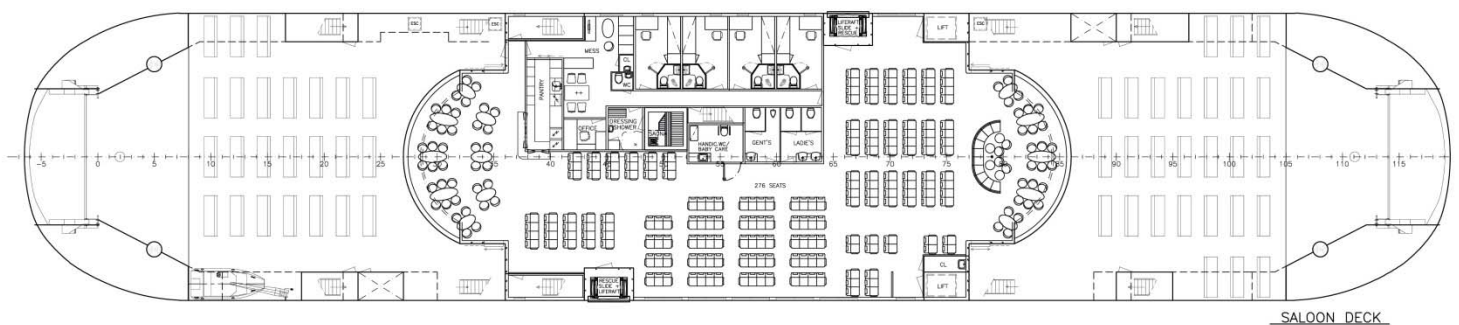 ESC
ESC
LIFERAFT
SLIDE +
RESCUE
LIFT
ESC
MESS
CL
WC
PANTRY
OFFICE
DRESSING
SHOWER
SAUNA
HANDIC.WC/
BABY CARE
GENT'S
LADIE'S
-5 0 5 10 15 20 25 30 35 40 45 55 60 65 70 75 85 90 95 100 105 110 115
276 SEATS
RESCUE
SLIDE +
LIFERAFT
CL
LIFT
SALOON DECK